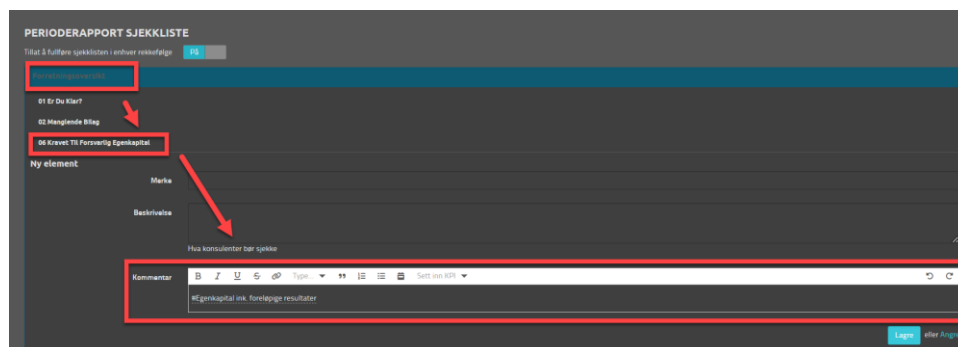 PERIODERAPPORT SJEKKLISTE
Tillat å fullføre sjekklisten i enhver rekkefølge På
Forretningsoversikt
01 Er Du Klar?
02 Manglende Bilag
06 Kravet Til Forsvarlig Egenkapital
Ny element
Merke
Beskrivelse
Hva konsulenter bør sjekke
Kommentar B I U S Type... Sett inn KPI
#Egenkapital ink. foreløpige resultater
Lagre eller Angre